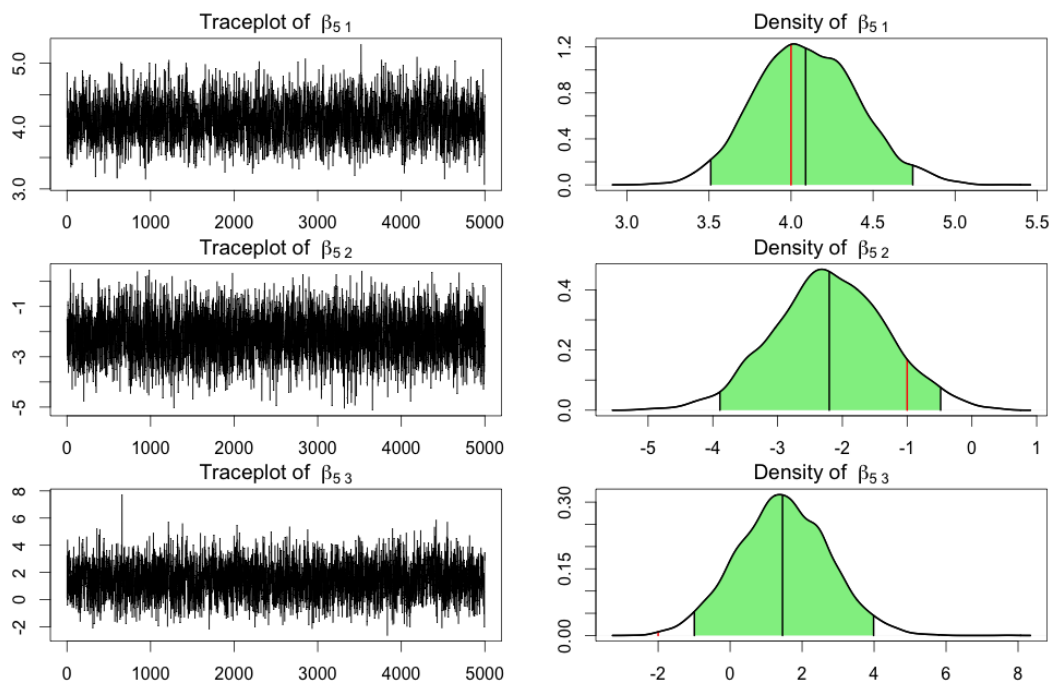 Traceplot of β5 1
5.0
4.0
3.0
0 1000 2000 3000 4000 5000
Density of β5 1
1.2
0.8
0.4
0.0
3.0 3.5 4.0 4.5 5.0 5.5
Traceplot of β5 2
-1
-3
-5
0 1000 2000 3000 4000 5000
Density of β5 2
0.4
0.2
0.0
-5 -4 -3 -2 -1 0 1
Traceplot of β5 3
8
6
4
2
0
-2
0 1000 2000 3000 4000 5000
Density of β5 3
0.30
0.15
0.00
-2 0 2 4 6 8